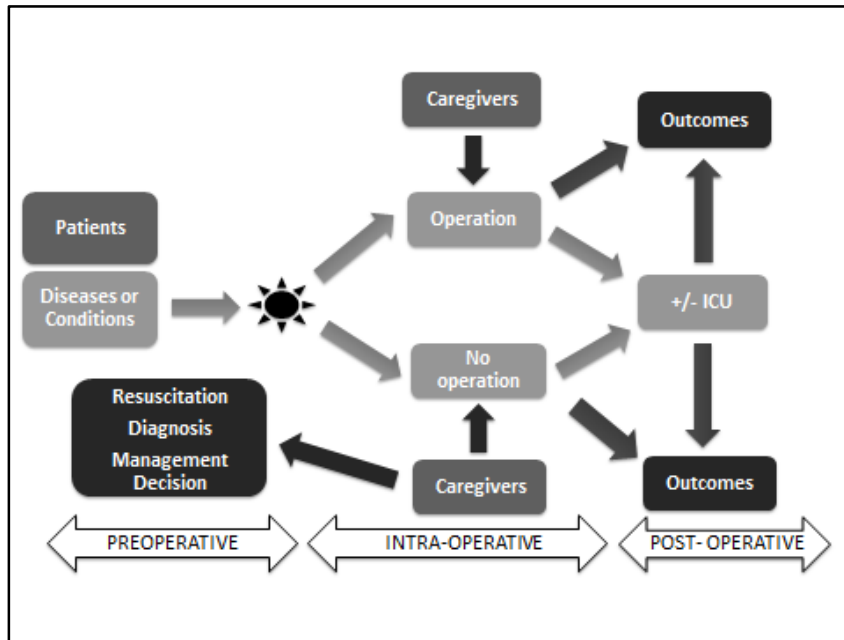 Caregivers
Outcomes
Patients
Operation
Diseases or
Conditions
+/- ICU
No
operation
Resuscitation
Diagnosis
Management
Decision
Caregivers
Outcomes
PREOPERATIVE
INTRA-OPERATIVE
POST- OPERATIVE